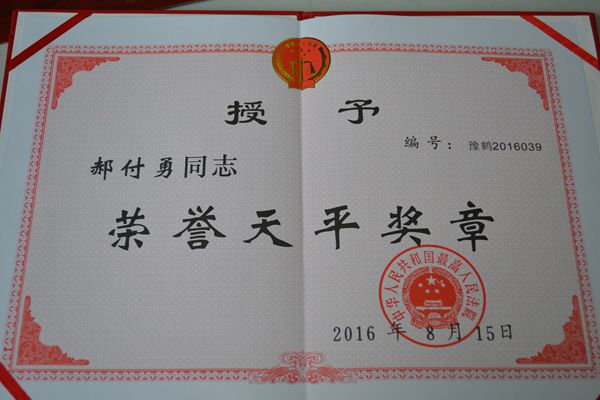 授予
编号：豫鹤2016039
郝付勇同志
荣誉天平奖章
中华人民共和国最高人民法院
2016 年 8 月 15日